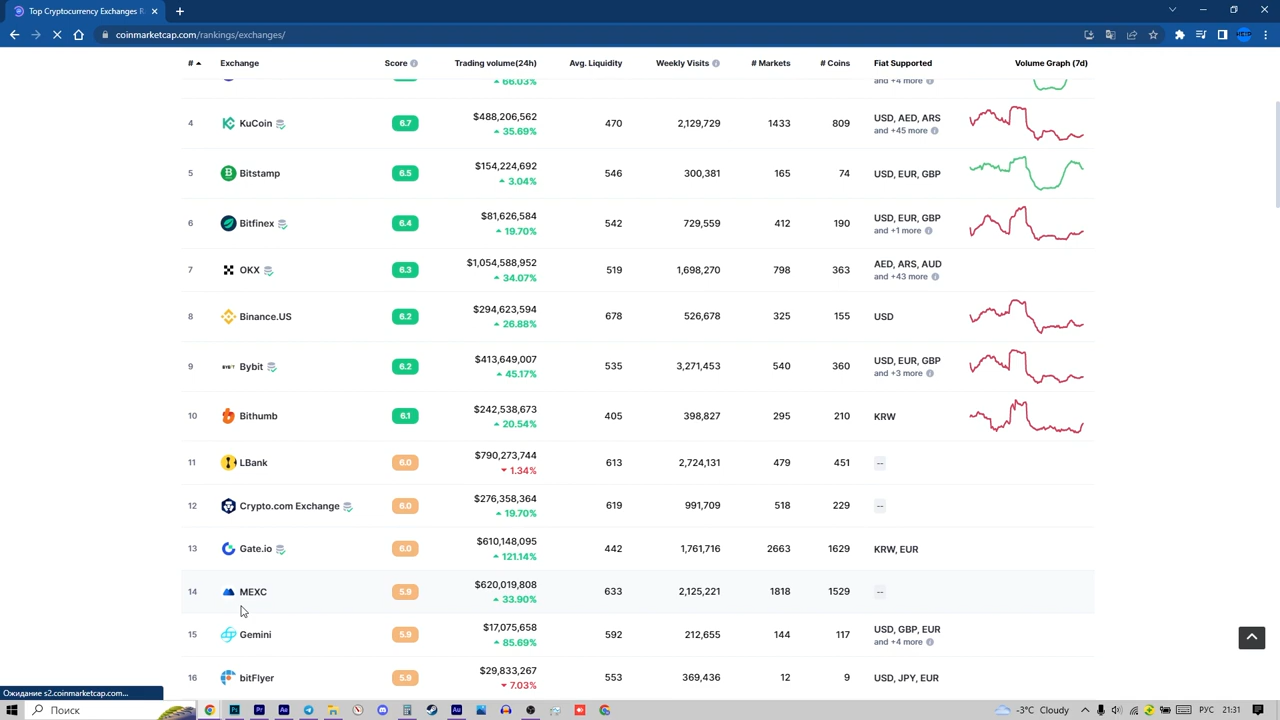 Top Cryptocurrency Exchanges R
coinmarketcap.com/rankings/exchanges/
# Exchange Score Trading volume(24h) Avg. Liquidity Weekly Visits # Markets # Coins Fiat Supported Volume Graph (7d)
66.03% and +4 more
4 KuCoin 6.7 $488,206,562 35.69% 470 2,129,729 1433 809 USD, AED, ARS and +45 more
5 Bitstamp 6.5 $154,224,692 3.04% 546 300,381 165 74 USD, EUR, GBP
6 Bitfinex 6.4 $81,626,584 19.70% 542 729,559 412 190 USD, EUR, GBP and +1 more
7 OKX 6.3 $1,054,588,952 34.07% 519 1,698,270 798 363 AED, ARS, AUD and +43 more
8 Binance.US 6.2 $294,623,594 26.88% 678 526,678 325 155 USD
9 Bybit 6.2 $413,649,007 45.17% 535 3,271,453 540 360 USD, EUR, GBP and +3 more
10 Bithumb 6.1 $242,538,673 20.54% 405 398,827 295 210 KRW
11 LBank 6.0 $790,273,744 1.34% 613 2,724,131 479 451 --
12 Crypto.com Exchange 6.0 $276,358,364 19.70% 619 991,709 518 229 --
13 Gate.io 6.0 $610,148,095 121.14% 442 1,761,716 2663 1629 KRW, EUR
14 MEXC 5.9 $620,019,808 33.90% 633 2,125,221 1818 1529 --
15 Gemini 5.9 $17,075,658 85.69% 592 212,655 144 117 USD, GBP, EUR and +4 more
16 bitFlyer 5.9 $29,833,267 7.03% 553 369,436 12 9 USD, JPY, EUR
Ожидание s2.coinmarketcap.com...
Поиск -3°C Cloudy РУС 21:31